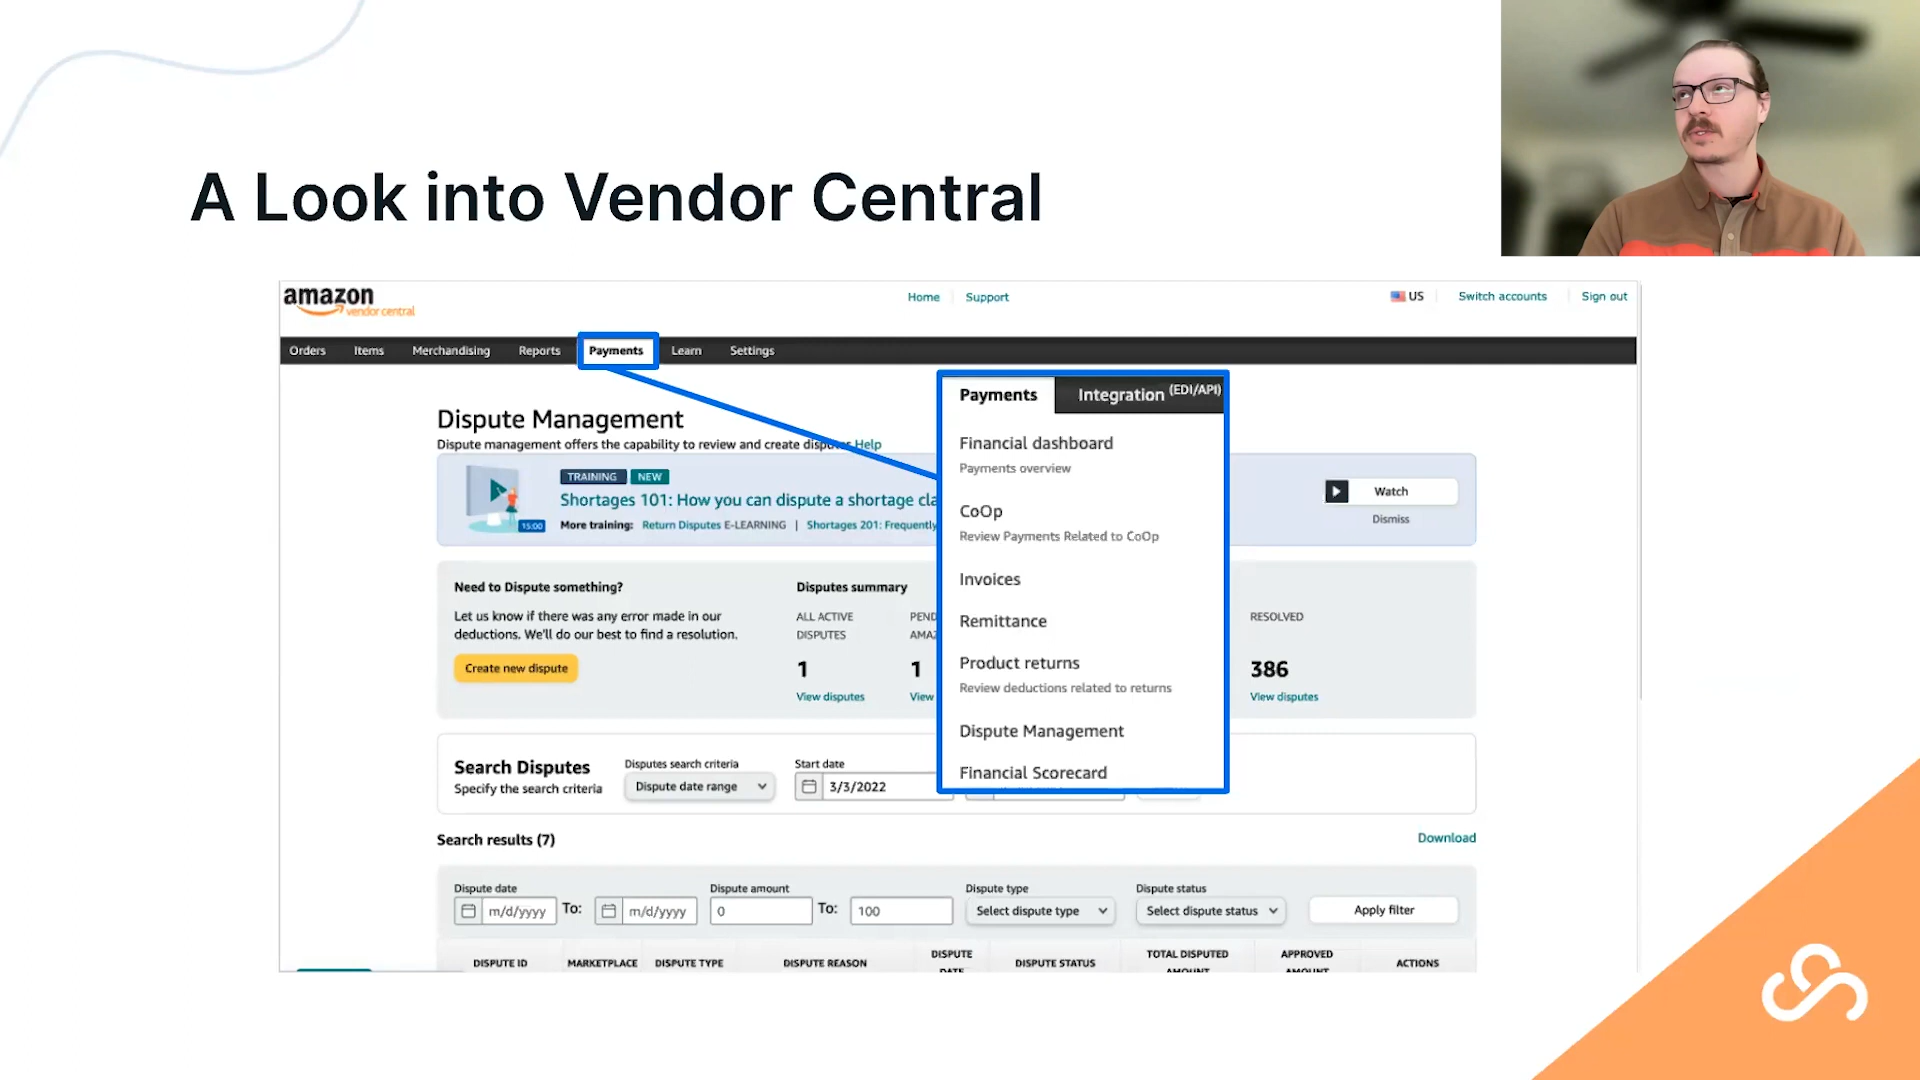 A Look into Vendor Central
amazon
vendor central
Home Support
US Switch accounts Sign out
Orders Items Merchandising Reports Payments Learn Settings
Payments Integration (EDI/API)
Financial dashboard
Payments overview
CoOp
Review Payments Related to CoOp
Invoices
Remittance
Product returns
Review deductions related to returns
Dispute Management
Financial Scorecard
Dispute Management
Dispute management offers the capability to review and create disputes Help
TRAINING NEW
Shortages 101: How you can dispute a shortage cla
15:00
More training: Return Disputes E-LEARNING | Shortages 201: Frequently
Watch
Dismiss
Need to Dispute something?
Let us know if there was any error made in our
deductions. We'll do our best to find a resolution.
Create new dispute
Disputes summary
ALL ACTIVE
DISPUTES
1
View disputes
PEND
AMAZ
1
View
RESOLVED
386
View disputes
Search Disputes
Specify the search criteria
Disputes search criteria
Dispute date range
Start date
3/3/2022
Search results (7)
Download
Dispute date
m/d/yyyy To: m/d/yyyy
Dispute amount
0 To: 100
Dispute type
Select dispute type
Dispute status
Select dispute status
Apply filter
DISPUTE ID MARKETPLACE DISPUTE TYPE DISPUTE REASON DISPUTE DATE DISPUTE STATUS TOTAL DISPUTED AMOUNT APPROVED AMOUNT ACTIONS